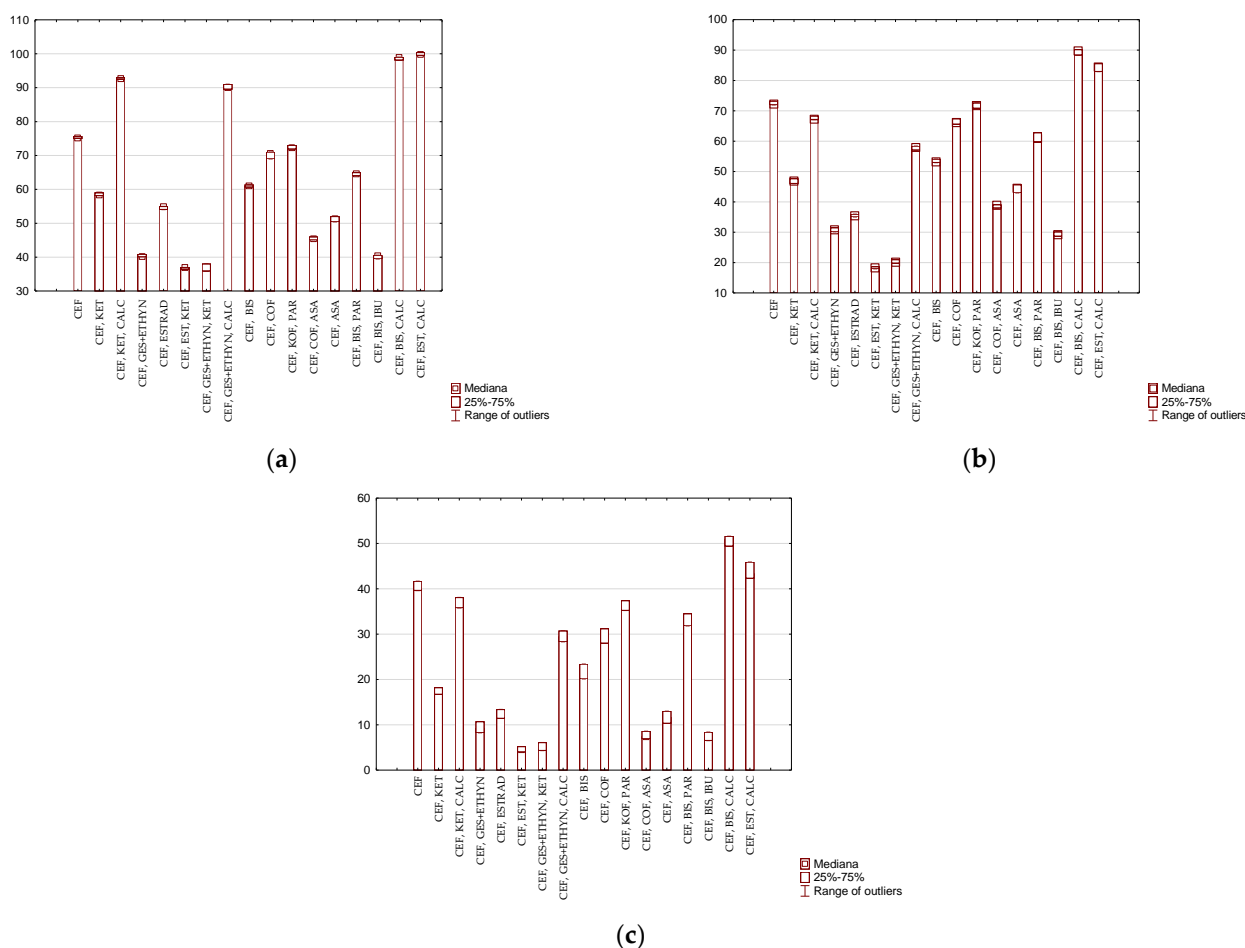 110
100
90
80
70
60
50
40
30
CEF
CEF, KET
CEF, KET, CALC
CEF, GES+ETHYN
CEF, ESTRAD
CEF, EST, KET
CEF, GES+ETHYN, KET
CEF, GES+ETHYN, CALC
CEF, BIS
CEF, COF
CEF, KOF, PAR
CEF, COF, ASA
CEF, ASA
CEF, BIS, PAR
CEF, BIS, IBU
CEF, BIS, CALC
CEF, EST, CALC
Mediana
25%-75%
Range of outliers
(a)
100
90
80
70
60
50
40
30
20
10
CEF
CEF, KET
CEF, KET, CALC
CEF, GES+ETHYN
CEF, ESTRAD
CEF, EST, KET
CEF, GES+ETHYN, KET
CEF, GES+ETHYN, CALC
CEF, BIS
CEF, COF
CEF, KOF, PAR
CEF, COF, ASA
CEF, ASA
CEF, BIS, PAR
CEF, BIS, IBU
CEF, BIS, CALC
CEF, EST, CALC
Mediana
25%-75%
Range of outliers
(b)
60
50
40
30
20
10
0
CEF
CEF, KET
CEF, KET, CALC
CEF, GES+ETHYN
CEF, ESTRAD
CEF, EST, KET
CEF, GES+ETHYN, KET
CEF, GES+ETHYN, CALC
CEF, BIS
CEF, COF
CEF, KOF, PAR
CEF, COF, ASA
CEF, ASA
CEF, BIS, PAR
CEF, BIS, IBU
CEF, BIS, CALC
CEF, EST, CALC
Mediana
25%-75%
Range of outliers
(c)